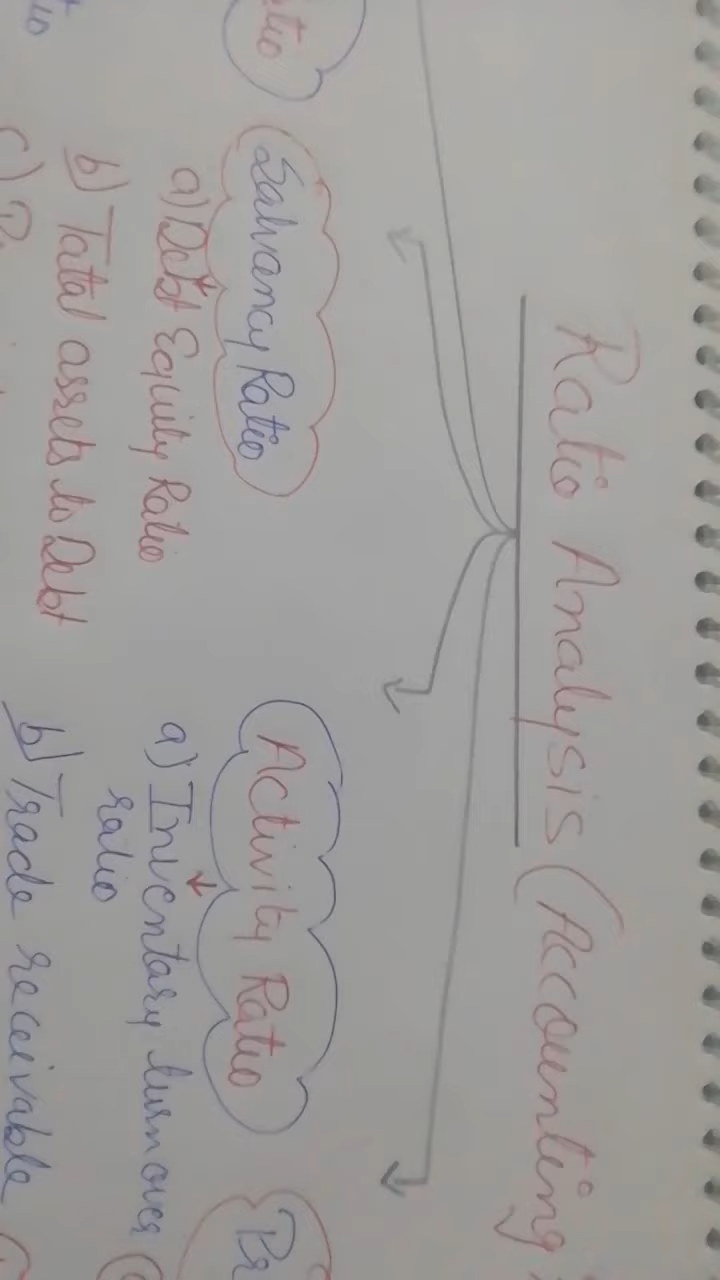 Ratio Analysis (Accounting
Solvency Ratio
a) Debt Equity Ratio
b) Total assets to Debt
c)
Activity Ratio
a) Inventory turnover
ratio
b) Trade receivable